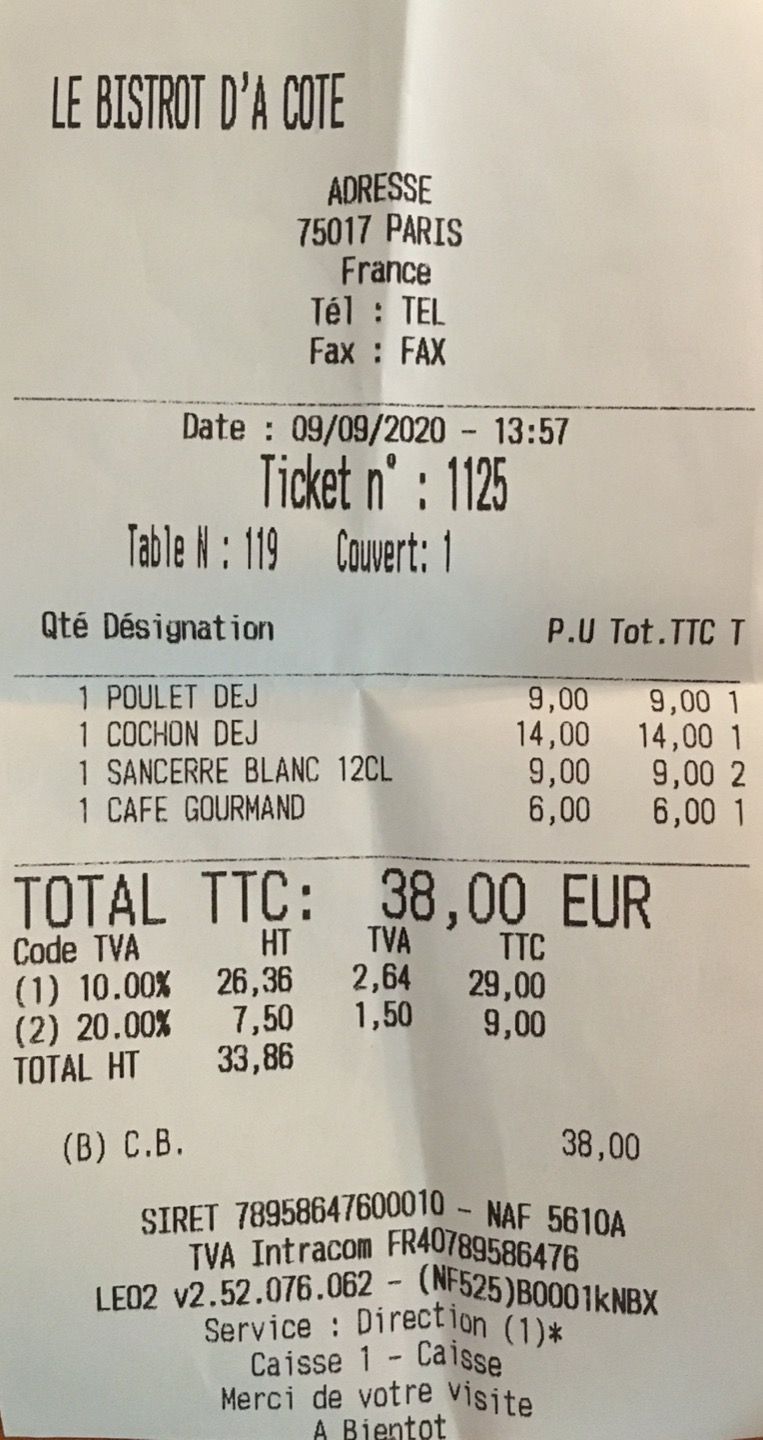 LE BISTROT D'A COTE
ADRESSE
75017 PARIS
France
Tél : TEL
Fax : FAX
Date : 09/09/2020 - 13:57
Ticket n° : 1125
Table N : 119 Couvert: 1
Qté Désignation P.U Tot.TTC T
1 POULET DEJ 9,00 9,00 1
1 COCHON DEJ 14,00 14,00 1
1 SANCERRE BLANC 12CL 9,00 9,00 2
1 CAFE GOURMAND 6,00 6,00 1
TOTAL TTC: 38,00 EUR
Code TVA HT TVA TTC
(1) 10.00% 26,36 2,64 29,00
(2) 20.00% 7,50 1,50 9,00
TOTAL HT 33,86
(B) C.B. 38,00
SIRET 78958647600010 - NAF 5610A
TVA Intracom FR40789586476
LEO2 v2.52.076.062 - (NF525)B0001kNBX
Service : Direction (1)*
Caisse 1 - Caisse
Merci de votre visite
A Bientot